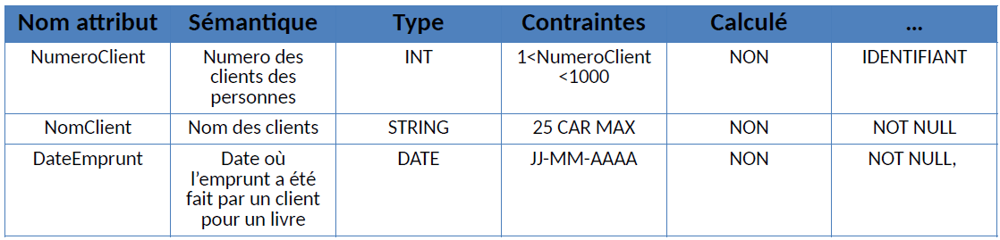 Nom attribut Sémantique Type Contraintes Calculé ...
NumeroClient Numero des clients des personnes INT 1<NumeroClient <1000 NON IDENTIFIANT
NomClient Nom des clients STRING 25 CAR MAX NON NOT NULL
DateEmprunt Date où l'emprunt a été fait par un client pour un livre DATE JJ-MM-AAAA NON NOT NULL,